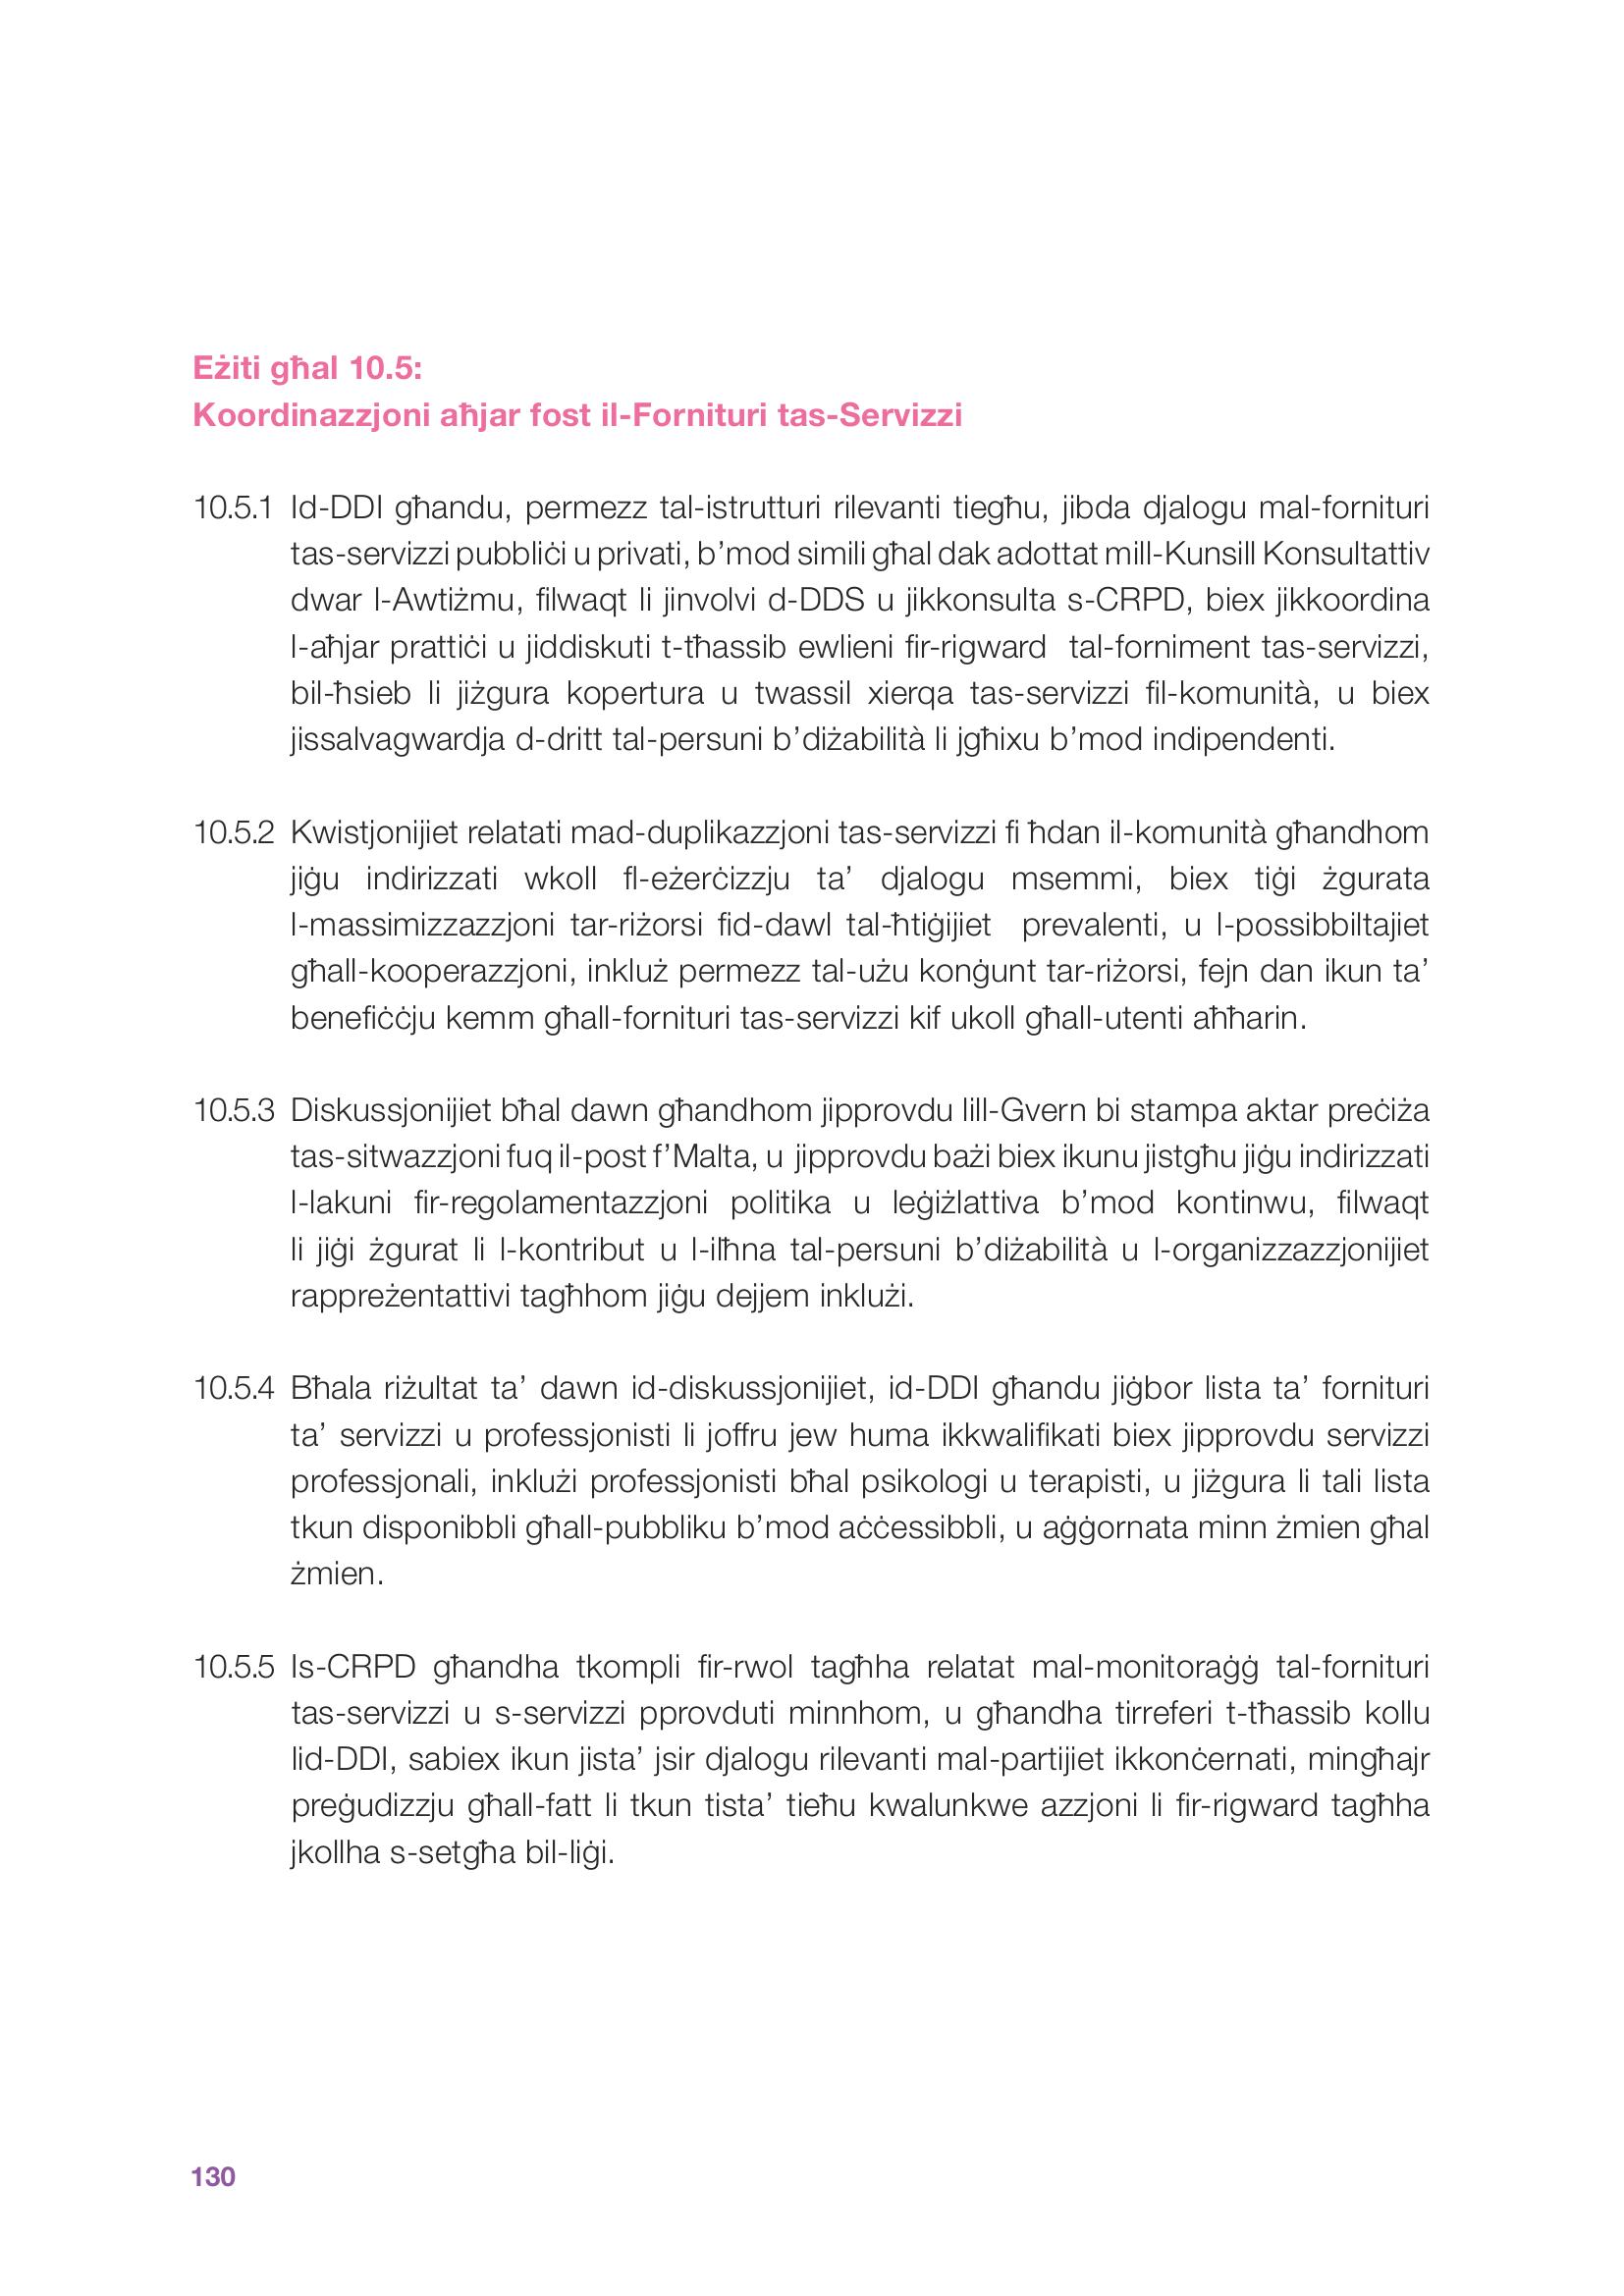 Eżiti għal 10.5:
Koordinazzjoni aħjar fost il-Fornituri tas-Servizzi
10.5.1 Id-DDI għandu, permezz tal-istrutturi rilevanti tiegħu, jibda djalogu mal-fornituri
tas-servizzi pubbliċi u privati, b’mod simili għal dak adottat mill-Kunsill Konsultattiv
dwar l-Awtiżmu, filwaqt li jinvolvi d-DDS u jikkonsulta s-CRPD, biex jikkoordina
l-aħjar prattiċi u jiddiskuti t-tħassib ewlieni fir-rigward tal-forniment tas-servizzi,
bil-ħsieb li jiżgura kopertura u twassil xierqa tas-servizzi fil-komunità, u biex
jissalvagwardja d-dritt tal-persuni b’diżabilità li jgħixu b’mod indipendenti.
10.5.2 Kwistjonijiet relatati mad-duplikazzjoni tas-servizzi fi ħdan il-komunità għandhom
jiġu indirizzati wkoll fl-eżerċizzju ta’ djalogu msemmi, biex tiġi żgurata
l-massimizzazzjoni tar-riżorsi fid-dawl tal-ħtiġijiet prevalenti, u l-possibbiltajiet
għall-kooperazzjoni, inkluż permezz tal-użu konġunt tar-riżorsi, fejn dan ikun ta’
benefiċċju kemm għall-fornituri tas-servizzi kif ukoll għall-utenti aħħarin.
10.5.3 Diskussjonijiet bħal dawn għandhom jipprovdu lill-Gvern bi stampa aktar preċiża
tas-sitwazzjoni fuq il-post f’Malta, u jipprovdu bażi biex ikunu jistgħu jiġu indirizzati
l-lakuni fir-regolamentazzjoni politika u leġiżlattiva b’mod kontinwu, filwaqt
li jiġi żgurat li l-kontribut u l-ilħna tal-persuni b’diżabilità u l-organizzazzjonijiet
rappreżentattivi tagħhom jiġu dejjem inklużi.
10.5.4 Bħala riżultat ta’ dawn id-diskussjonijiet, id-DDI għandu jiġbor lista ta’ fornituri
ta’ servizzi u professjonisti li joffru jew huma ikkwalifikati biex jipprovdu servizzi
professjonali, inklużi professjonisti bħal psikologi u terapisti, u jiżgura li tali lista
tkun disponibbli għall-pubbliku b’mod aċċessibbli, u aġġornata minn żmien għal
żmien.
10.5.5 Is-CRPD għandha tkompli fir-rwol tagħha relatat mal-monitoraġġ tal-fornituri
tas-servizzi u s-servizzi pprovduti minnhom, u għandha tirreferi t-tħassib kollu
lid-DDI, sabiex ikun jista’ jsir djalogu rilevanti mal-partijiet ikkonċernati, mingħajr
preġudizzju għall-fatt li tkun tista’ tieħu kwalunkwe azzjoni li fir-rigward tagħha
jkollha s-setgħa bil-liġi.
130